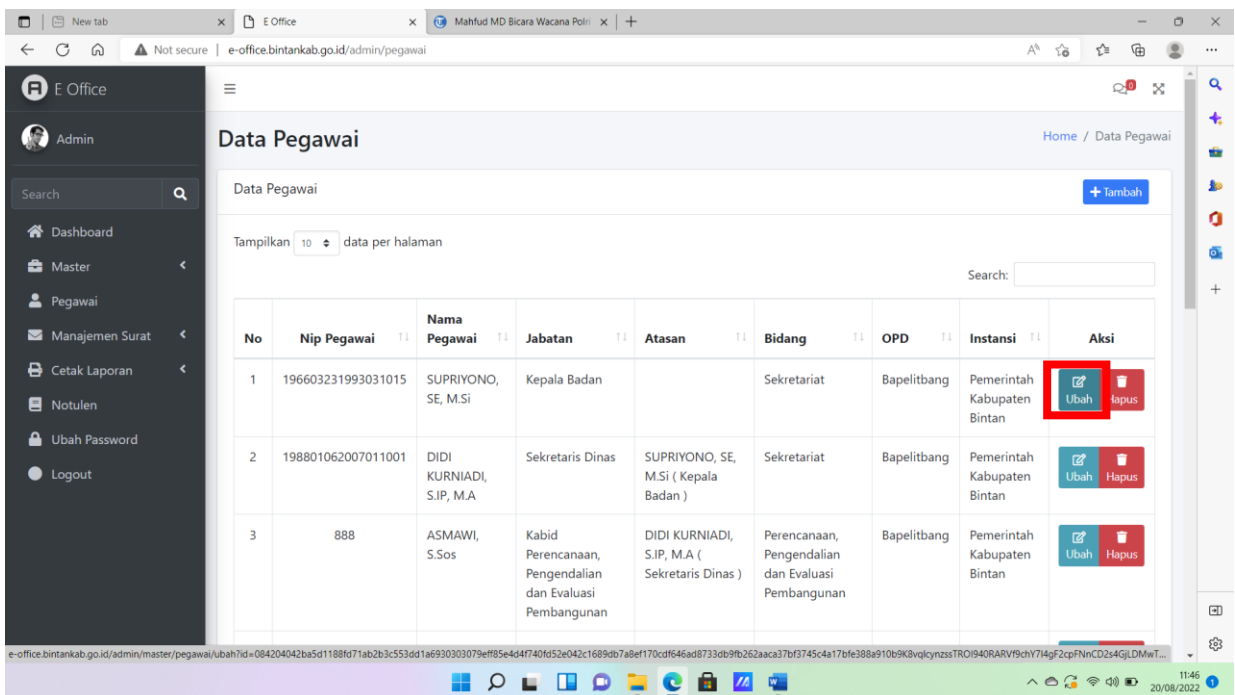 New tab
E Office
Mahfud MD Bicara Wacana Polri
Not secure | e-office.bintankab.go.id/admin/pegawai
E Office
Admin
Search
Dashboard
Master
Pegawai
Manajemen Surat
Cetak Laporan
Notulen
Ubah Password
Logout
0
Data Pegawai
Home / Data Pegawai
Data Pegawai
+ Tambah
Tampilkan 10 data per halaman
Search:
No Nip Pegawai Nama Pegawai Jabatan Atasan Bidang OPD Instansi Aksi
1 196603231993031015 SUPRIYONO, Kepala Badan Sekretariat Bapelitbang Pemerintah
SE, M.Si Kabupaten Ubah Hapus
Bintan
2 198801062007011001 DIDI Sekretaris Dinas SUPRIYONO, SE, Sekretariat Bapelitbang Pemerintah
KURNIADI, M.Si ( Kepala Kabupaten Ubah Hapus
S.IP, M.A Badan ) Bintan
3 888 ASMAWI, Kabid DIDI KURNIADI, Perencanaan, Bapelitbang Pemerintah
S.Sos Perencanaan, S.IP, M.A ( Pengendalian Kabupaten Ubah Hapus
Pengendalian Sekretaris Dinas ) dan Evaluasi Bintan
dan Evaluasi Pembangunan
Pembangunan
11:46
20/08/2022
1